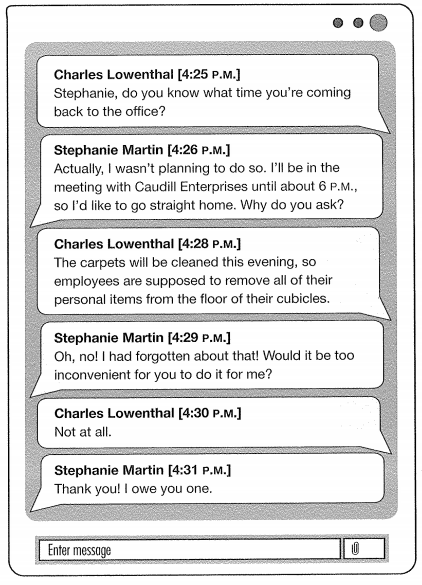 Charles Lowenthal [4:25 P.M.]
Stephanie, do you know what time you're coming
back to the office?
Stephanie Martin [4:26 P.M.]
Actually, I wasn't planning to do so. I'll be in the
meeting with Caudill Enterprises until about 6 P.M.,
so I'd like to go straight home. Why do you ask?
Charles Lowenthal [4:28 P.M.]
The carpets will be cleaned this evening, so
employees are supposed to remove all of their
personal items from the floor of their cubicles.
Stephanie Martin [4:29 P.M.]
Oh, no! I had forgotten about that! Would it be too
inconvenient for you to do it for me?
Charles Lowenthal [4:30 P.M.]
Not at all.
Stephanie Martin [4:31 P.M.]
Thank you! I owe you one.
Enter message